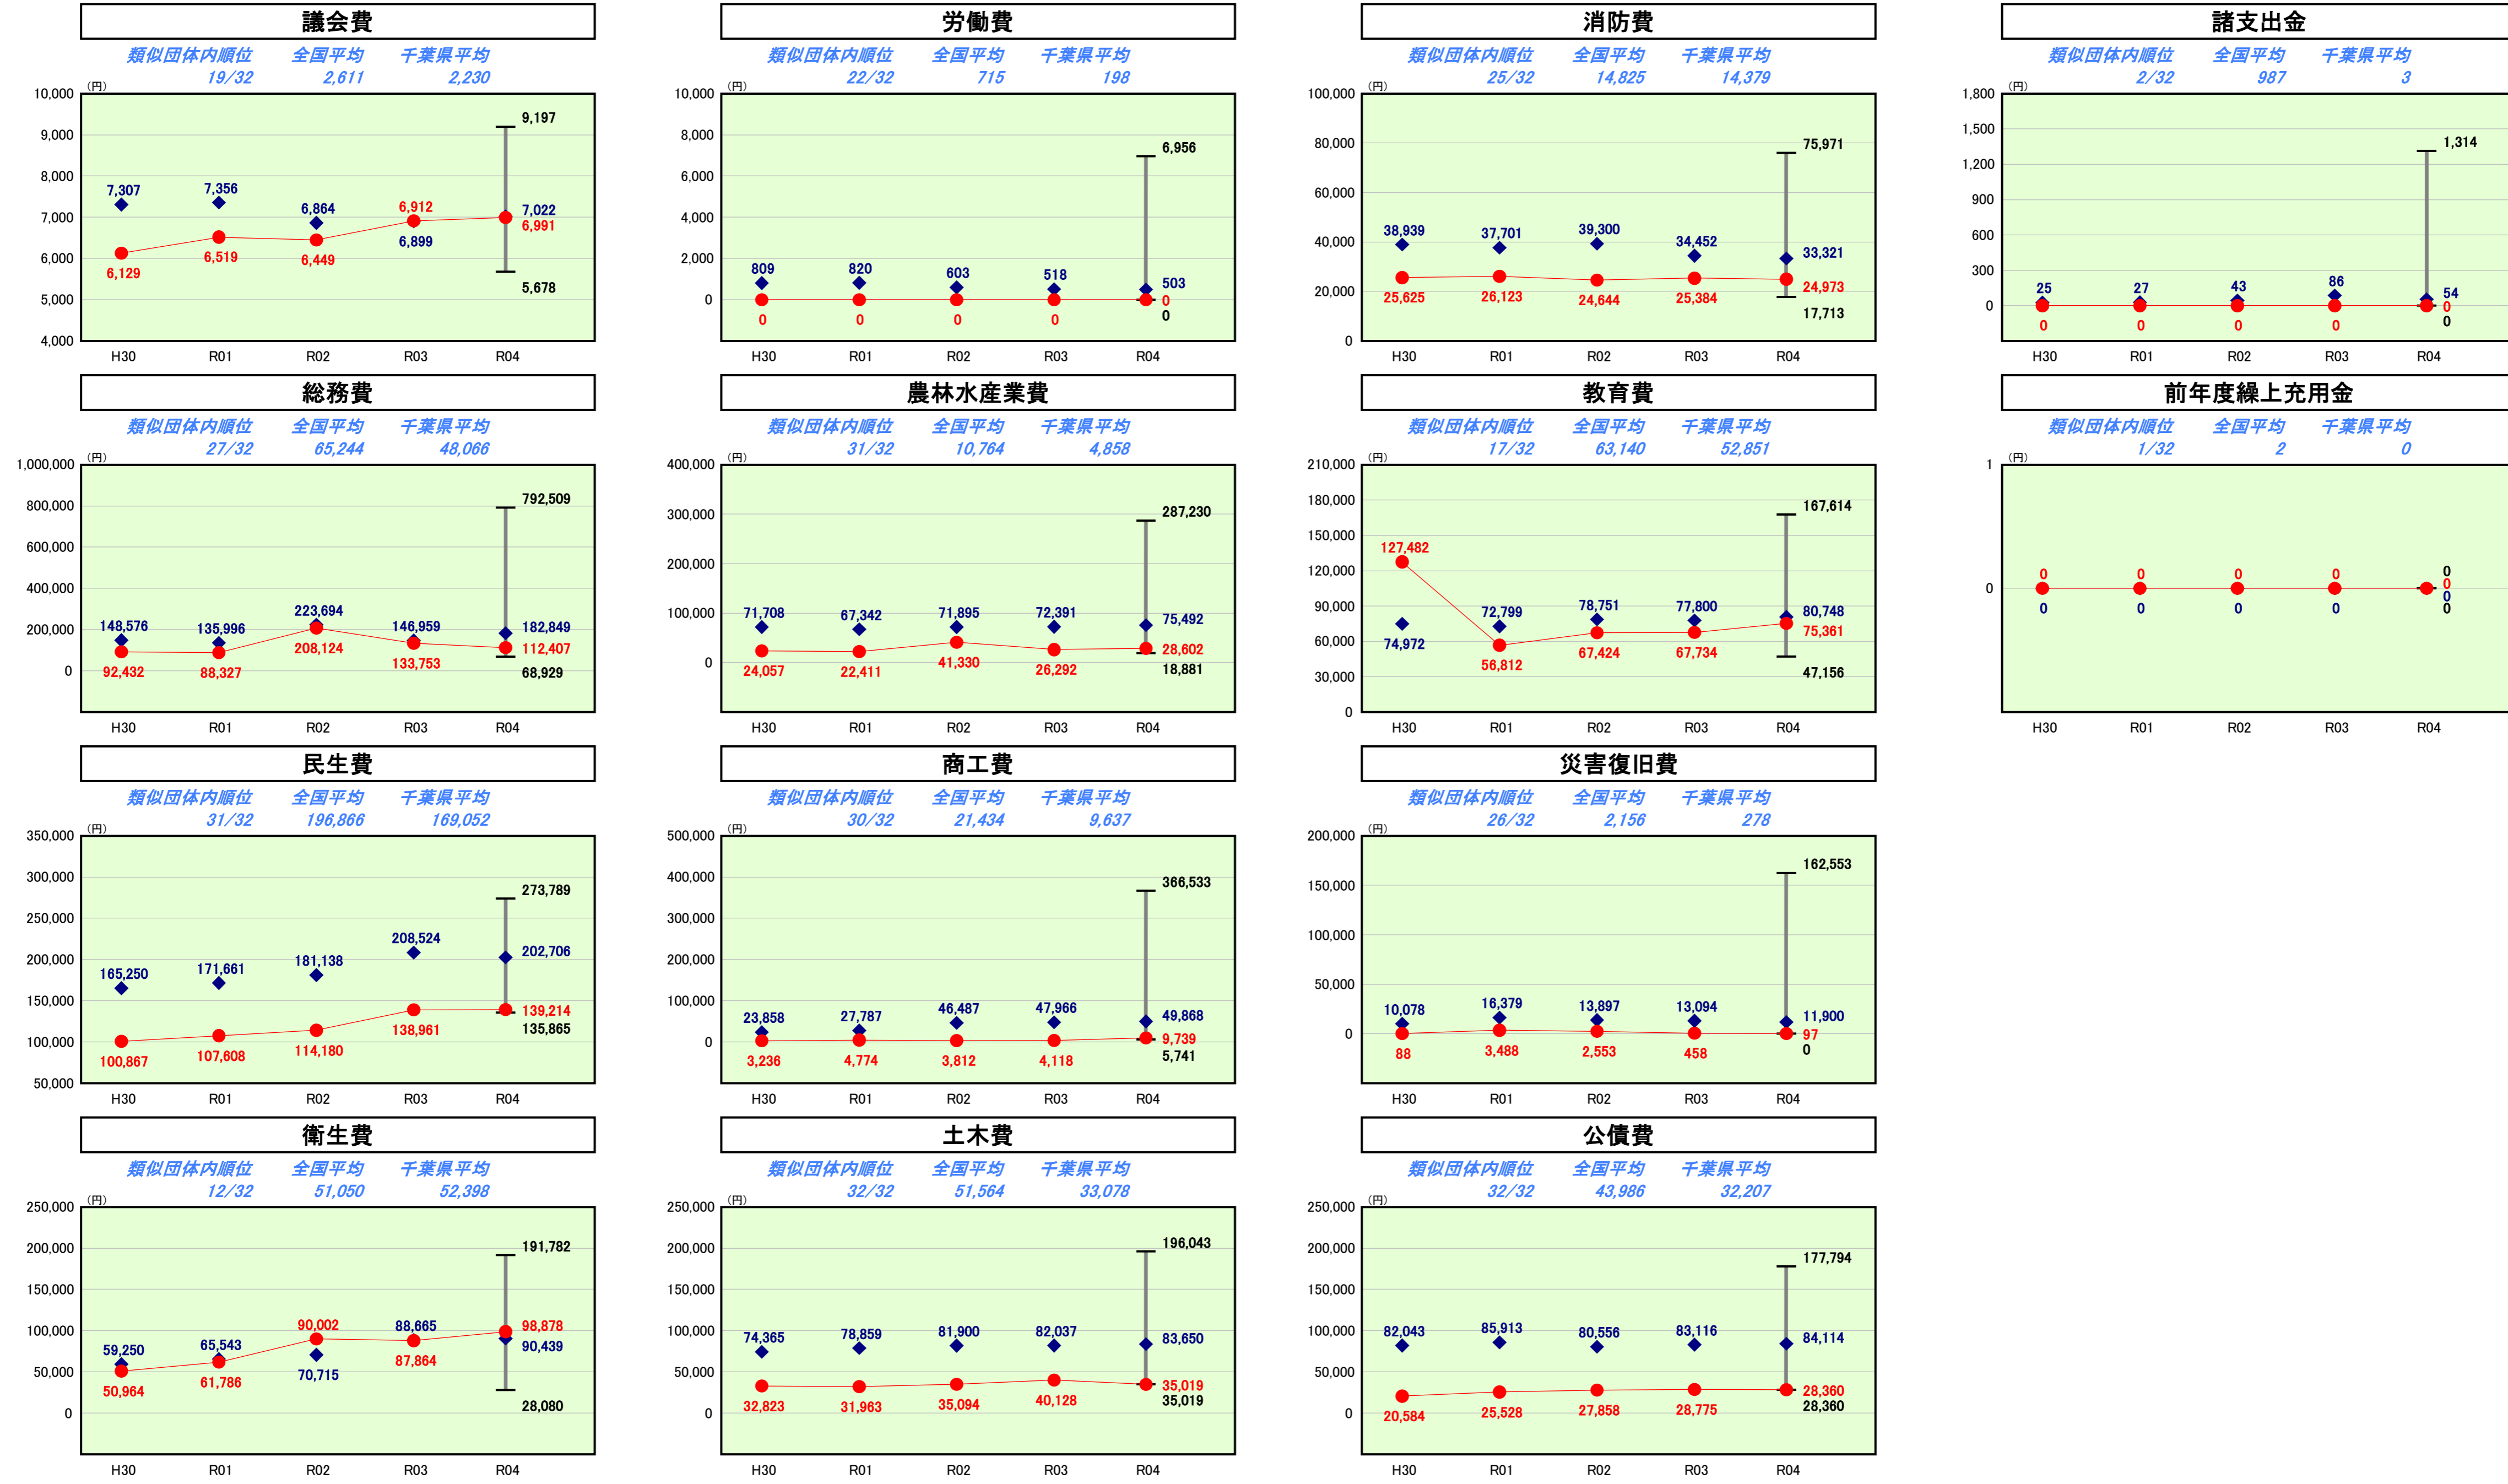 議会費
類似団体内順位 全国平均 千葉県平均
19/32 2,611 2,230
(円)
10,000
9,000
8,000
7,000
6,000
5,000
4,000
9,197
7,307 7,356 6,864 6,912 7,022
6,991
6,129 6,519 6,449 6,899
5,678
H30 R01 R02 R03 R04
労働費
類似団体内順位 全国平均 千葉県平均
22/32 715 198
(円)
10,000
8,000
6,000
4,000
2,000
0
6,956
809 820 603 518 503
0 0 0 0 0
0
H30 R01 R02 R03 R04
消防費
類似団体内順位 全国平均 千葉県平均
25/32 14,825 14,379
(円)
100,000
80,000
60,000
40,000
20,000
0
75,971
38,939 37,701 39,300 34,452 33,321
25,625 26,123 24,644 25,384 24,973
17,713
H30 R01 R02 R03 R04
諸支出金
類似団体内順位 全国平均 千葉県平均
2/32 987 3
(円)
1,800
1,500
1,200
900
600
300
0
1,314
25 27 43 86 54
0 0 0 0 0
0
H30 R01 R02 R03 R04
総務費
類似団体内順位 全国平均 千葉県平均
27/32 65,244 48,066
(円)
1,000,000
800,000
600,000
400,000
200,000
0
792,509
148,576 135,996 223,694 146,959 182,849
92,432 88,327 208,124 133,753 112,407
68,929
H30 R01 R02 R03 R04
農林水産業費
類似団体内順位 全国平均 千葉県平均
31/32 10,764 4,858
(円)
400,000
300,000
200,000
100,000
0
287,230
71,708 67,342 71,895 72,391 75,492
24,057 22,411 41,330 26,292 28,602
18,881
H30 R01 R02 R03 R04
教育費
類似団体内順位 全国平均 千葉県平均
17/32 63,140 52,851
(円)
210,000
180,000
150,000
120,000
90,000
60,000
30,000
0
167,614
127,482 72,799 78,751 77,800 80,748
74,972 56,812 67,424 67,734 75,361
47,156
H30 R01 R02 R03 R04
前年度繰上充用金
類似団体内順位 全国平均 千葉県平均
1/32 2 0
(円)
1
0
0 0 0 0 0
0
0 0 0 0 0
0
H30 R01 R02 R03 R04
民生費
類似団体内順位 全国平均 千葉県平均
31/32 196,866 169,052
(円)
350,000
300,000
250,000
200,000
150,000
100,000
50,000
273,789
165,250 171,661 181,138 208,524 202,706
100,867 107,608 114,180 138,961 139,214
135,865
H30 R01 R02 R03 R04
商工費
類似団体内順位 全国平均 千葉県平均
30/32 21,434 9,637
(円)
500,000
400,000
300,000
200,000
100,000
0
366,533
23,858 27,787 46,487 47,966 49,868
3,236 4,774 3,812 4,118 9,739
5,741
H30 R01 R02 R03 R04
災害復旧費
類似団体内順位 全国平均 千葉県平均
26/32 2,156 278
(円)
200,000
150,000
100,000
50,000
0
162,553
10,078 16,379 13,897 13,094 11,900
88 3,488 2,553 458 97
0
H30 R01 R02 R03 R04
衛生費
類似団体内順位 全国平均 千葉県平均
12/32 51,050 52,398
(円)
250,000
200,000
150,000
100,000
50,000
0
191,782
59,250 65,543 90,002 88,665 98,878
90,439
50,964 61,786 70,715 87,864
28,080
H30 R01 R02 R03 R04
土木費
類似団体内順位 全国平均 千葉県平均
32/32 51,564 33,078
(円)
250,000
200,000
150,000
100,000
50,000
0
196,043
74,365 78,859 81,900 82,037 83,650
32,823 31,963 35,094 40,128 35,019
35,019
H30 R01 R02 R03 R04
公債費
類似団体内順位 全国平均 千葉県平均
32/32 43,986 32,207
(円)
250,000
200,000
150,000
100,000
50,000
0
177,794
82,043 85,913 80,556 83,116 84,114
20,584 25,528 27,858 28,775 28,360
28,360
H30 R01 R02 R03 R04